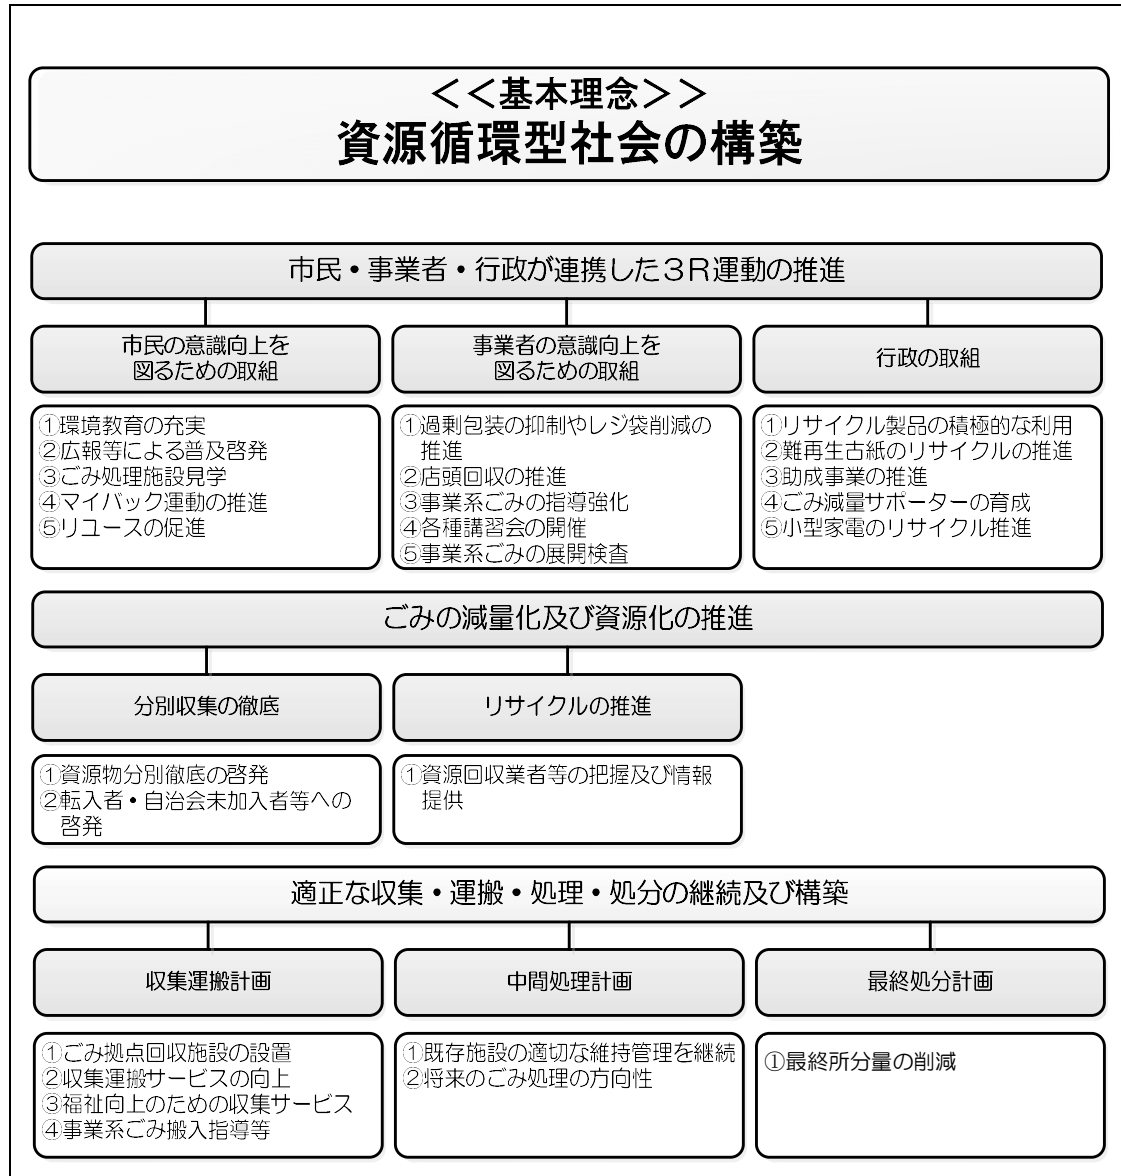 ＜＜基本理念＞＞
資源循環型社会の構築
市民・事業者・行政が連携した３Ｒ運動の推進
市民の意識向上を
図るための取組
①環境教育の充実
②広報等による普及啓発
③ごみ処理施設見学
④マイバック運動の推進
⑤リユースの促進
事業者の意識向上を
図るための取組
①過剰包装の抑制やレジ袋削減の
推進
②店頭回収の推進
③事業系ごみの指導強化
④各種講習会の開催
⑤事業系ごみの展開検査
行政の取組
①リサイクル製品の積極的な利用
②難再生古紙のリサイクルの推進
③助成事業の推進
④ごみ減量サポーターの育成
⑤小型家電のリサイクル推進
ごみの減量化及び資源化の推進
分別収集の徹底
①資源物分別徹底の啓発
②転入者・自治会未加入者等への
啓発
リサイクルの推進
①資源回収業者等の把握及び情報
提供
適正な収集・運搬・処理・処分の継続及び構築
収集運搬計画
①ごみ拠点回収施設の設置
②収集運搬サービスの向上
③福祉向上のための収集サービス
④事業系ごみ搬入指導等
中間処理計画
①既存施設の適切な維持管理を継続
②将来のごみ処理の方向性
最終処分計画
①最終所分量の削減